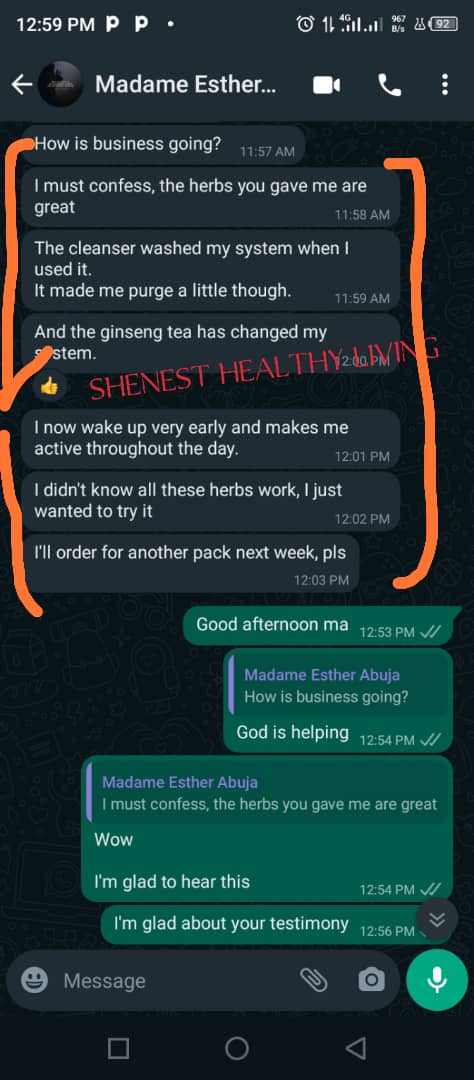 12:59 PM P P •
4G 967 B/s 92
Madame Esther...
How is business going? 11:57 AM
I must confess, the herbs you gave me are
great
11:58 AM
The cleanser washed my system when I
used it.
It made me purge a little though.
11:59 AM
And the ginseng tea has changed my
system.
12:00 PM
👍
SHENEST HEALTHY LIVING
I now wake up very early and makes me
active throughout the day.
12:01 PM
I didn't know all these herbs work, I just
wanted to try it
12:02 PM
I'll order for another pack next week, pls
12:03 PM
Good afternoon ma 12:53 PM
Madame Esther Abuja
How is business going?
God is helping 12:54 PM
Madame Esther Abuja
I must confess, the herbs you gave me are great
Wow
I'm glad to hear this
12:54 PM
I'm glad about your testimony 12:56 PM
Message